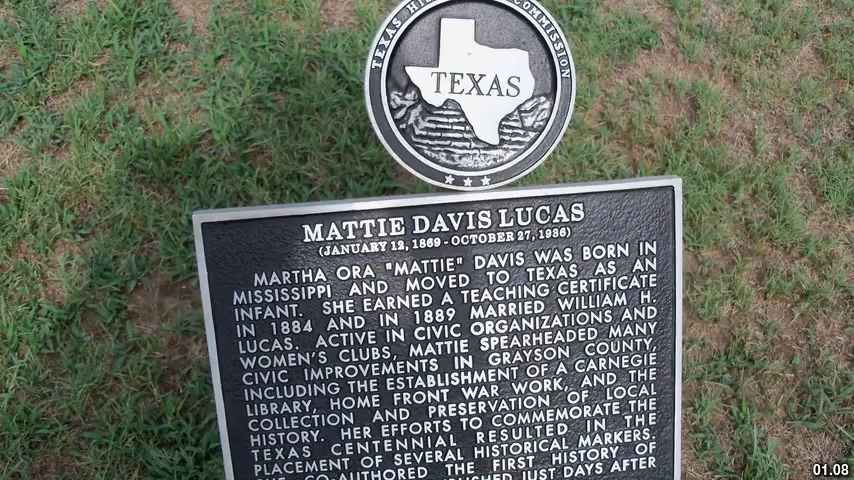 TEXAS HI COMMISSION
TEXAS
MATTIE DAVIS LUCAS
(JANUARY 12, 1869 - OCTOBER 27, 1936)
MARTHA ORA "MATTIE" DAVIS WAS BORN IN
MISSISSIPPI AND MOVED TO TEXAS AS AN
INFANT. SHE EARNED A TEACHING CERTIFICATE
IN 1884 AND IN 1889 MARRIED WILLIAM H.
LUCAS. ACTIVE IN CIVIC ORGANIZATIONS AND
WOMEN'S CLUBS, MATTIE SPEARHEADED MANY
CIVIC IMPROVEMENTS IN GRAYSON COUNTY,
INCLUDING THE ESTABLISHMENT OF A CARNEGIE
LIBRARY, HOME FRONT WAR WORK, AND THE
COLLECTION AND PRESERVATION OF LOCAL
HISTORY. HER EFFORTS TO COMMEMORATE THE
TEXAS CENTENNIAL RESULTED IN THE
PLACEMENT OF SEVERAL HISTORICAL MARKERS.
SHE CO-AUTHORED THE FIRST HISTORY OF
JUST DAYS AFTER
01.08